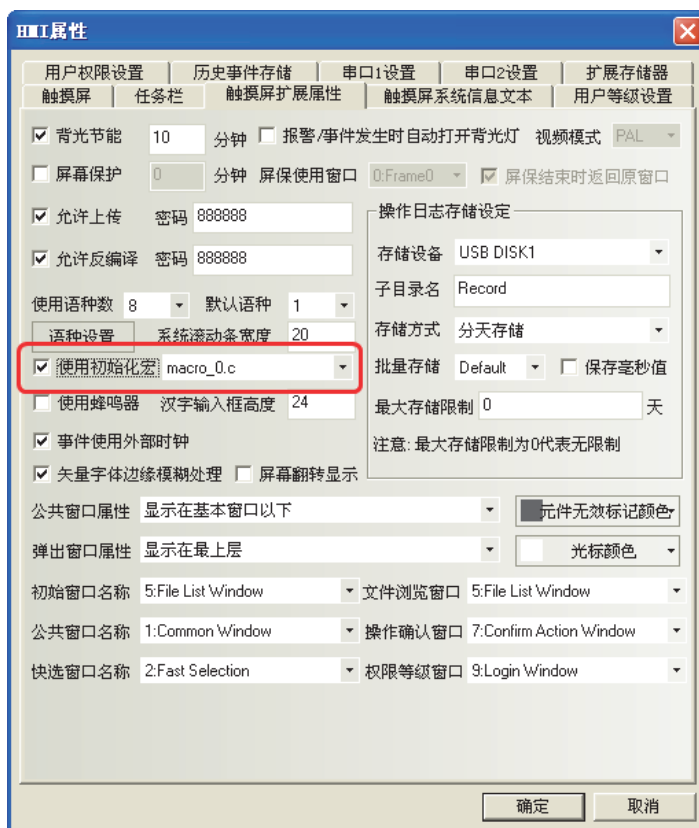 HMI属性
用户权限设置 历史事件存储 串口1设置 串口2设置 扩展存储器
触摸屏 任务栏 触摸屏扩展属性 触摸屏系统信息文本 用户等级设置
背光节能 10 分钟 报警/事件发生时自动打开背光灯 视频模式 PAL
屏幕保护 0 分钟 屏保使用窗口 0:Frame0 屏保结束时返回原窗口
允许上传 密码 888888
允许反编译 密码 888888
使用语种数 8 默认语种 1
语种设置 系统滚动条宽度 20
使用初始化宏 macro_0.c
使用蜂鸣器 汉字输入框高度 24
事件使用外部时钟
矢量字体边缘模糊处理 屏幕翻转显示
操作日志存储设定
存储设备 USB DISK1
子目录名 Record
存储方式 分天存储
批量存储 Default 保存毫秒值
最大存储限制 0 天
注意: 最大存储限制为0代表无限制
公共窗口属性 显示在基本窗口以下 元件无效标记颜色
弹出窗口属性 显示在最上层 光标颜色
初始窗口名称 5:File List Window 文件浏览窗口 5:File List Window
公共窗口名称 1:Common Window 操作确认窗口 7:Confirm Action Window
快选窗口名称 2:Fast Selection 权限等级窗口 9:Login Window
确定 取消